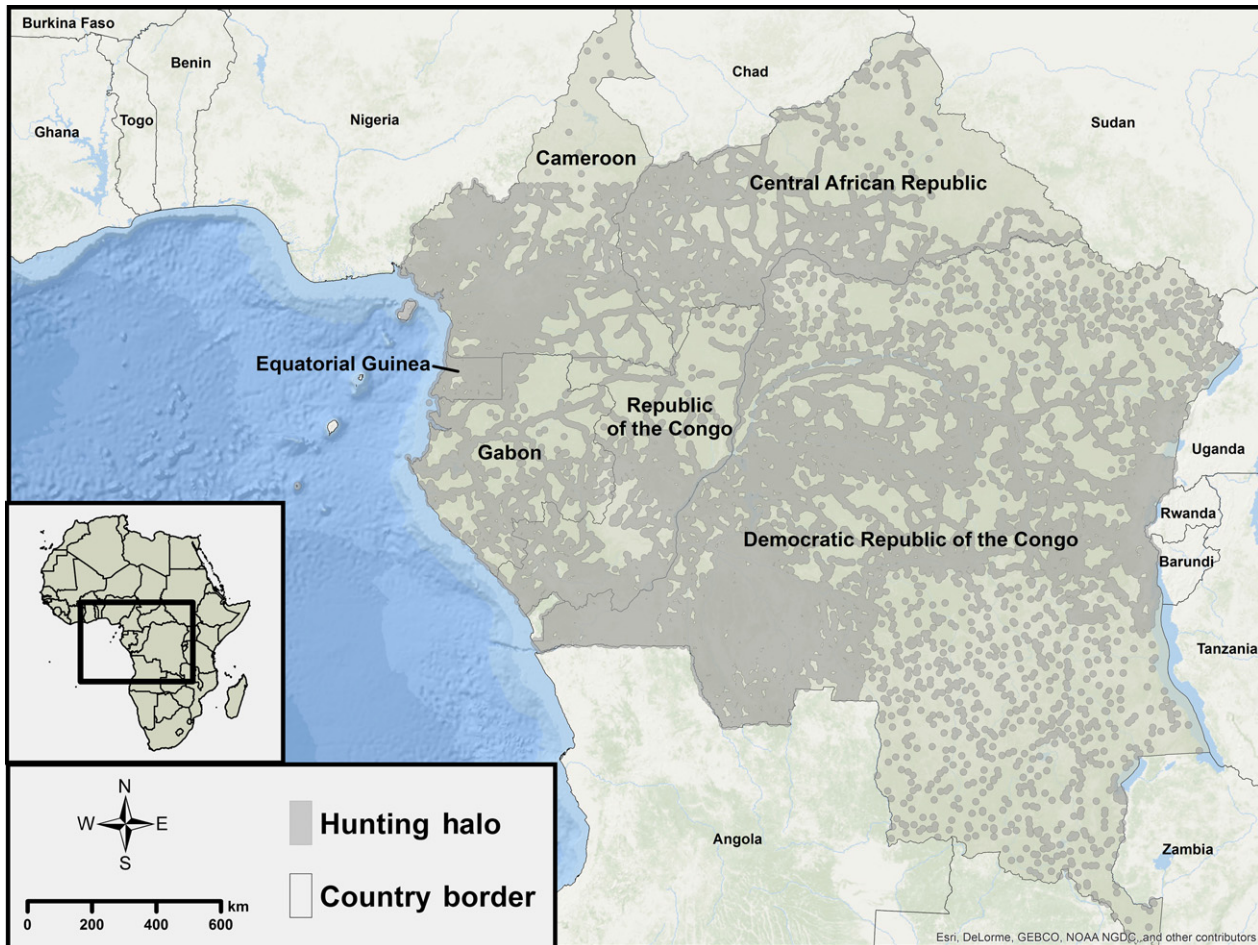 Burkina Faso
Benin
Chad
Ghana
Togo
Nigeria
Sudan
Cameroon
Central African Republic
Equatorial Guinea
Republic
of the Congo
Gabon
Uganda
Rwanda
Democratic Republic of the Congo
Barundi
Tanzania
N
W
E
S
Hunting halo
Country border
Angola
Zambia
km
0
200
400
600
Esri, DeLorme, GEBCO, NOAA NGDC, and other contributors